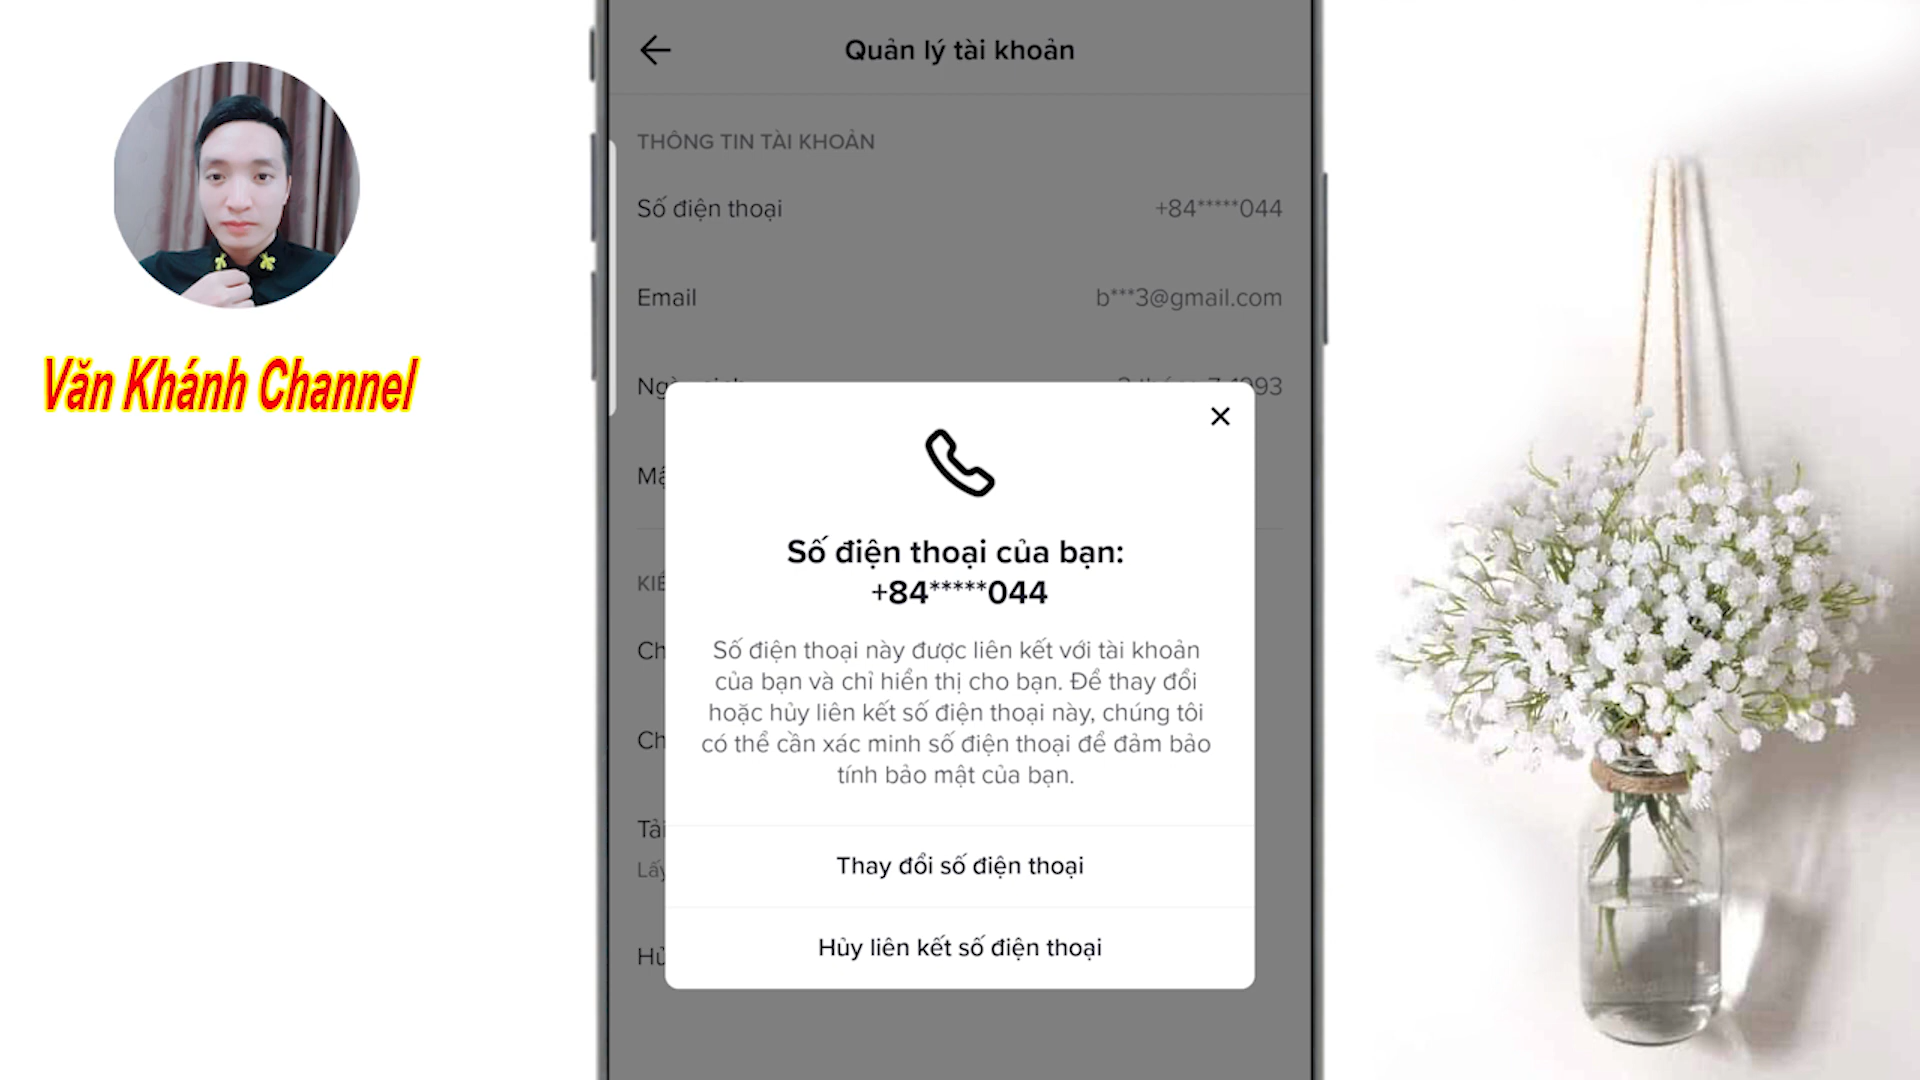 Văn Khánh Channel
Quản lý tài khoản
THÔNG TIN TÀI KHOẢN
Số điện thoại +84*****044
Email b***3@gmail.com
Số điện thoại của bạn:
+84*****044
Số điện thoại này được liên kết với tài khoản
của bạn và chỉ hiển thị cho bạn. Để thay đổi
hoặc hủy liên kết số điện thoại này, chúng tôi
có thể cần xác minh số điện thoại để đảm bảo
tính bảo mật của bạn.
Thay đổi số điện thoại
Hủy liên kết số điện thoại